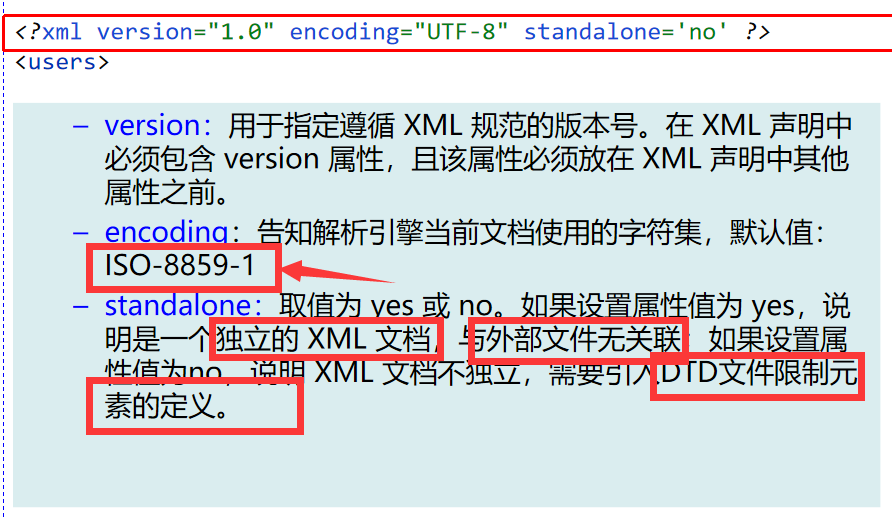 <?xml version="1.0" encoding="UTF-8" standalone='no' ?>
<users>
– version：用于指定遵循 XML 规范的版本号。在 XML 声明中
必须包含 version 属性，且该属性必须放在 XML 声明中其他
属性之前。
– encoding：告知解析引擎当前文档使用的字符集，默认值：
ISO-8859-1
– standalone：取值为 yes 或 no。如果设置属性值为 yes，说
明是一个独立的 XML 文档，与外部文件无关联；如果设置属
性值为no，说明 XML 文档不独立，需要引入DTD文件限制元
素的定义。